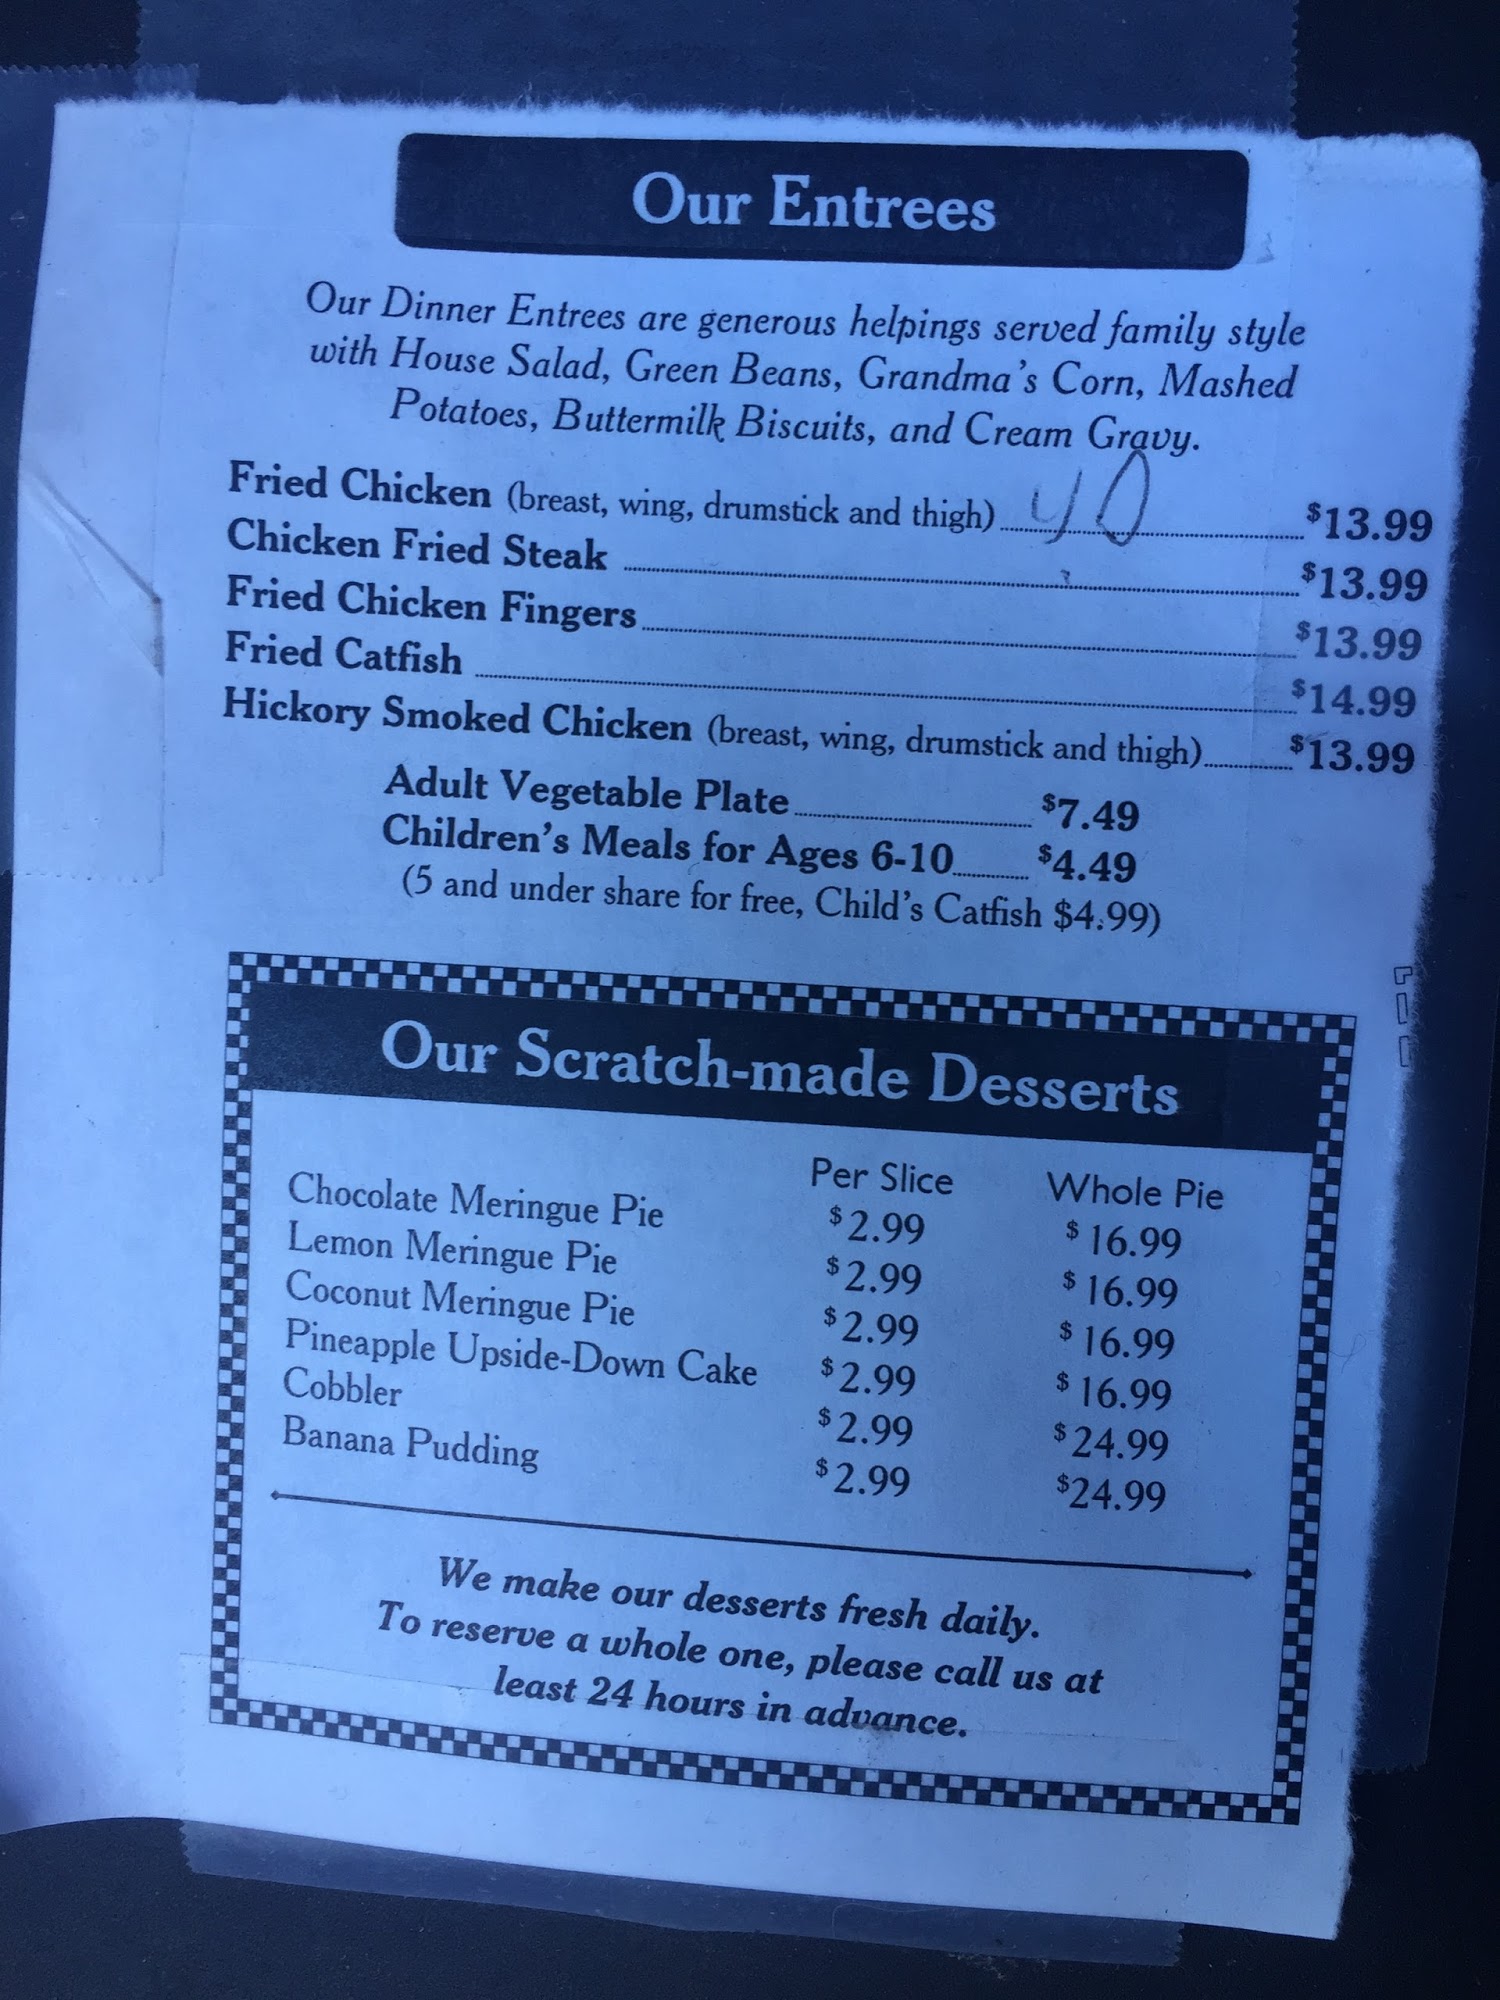 Our Entrees
Our Dinner Entrees are generous helpings served family style
with House Salad, Green Beans, Grandma's Corn, Mashed
Potatoes, Buttermilk Biscuits, and Cream Gravy.
Fried Chicken (breast, wing, drumstick and thigh) 40 $13.99
Chicken Fried Steak $13.99
Fried Chicken Fingers $13.99
Fried Catfish $14.99
Hickory Smoked Chicken (breast, wing, drumstick and thigh) $13.99
Adult Vegetable Plate $7.49
Children's Meals for Ages 6-10 $4.49
(5 and under share for free, Child's Catfish $4.99)
Our Scratch-made Desserts
Per Slice Whole Pie
Chocolate Meringue Pie $2.99 $16.99
Lemon Meringue Pie $2.99 $16.99
Coconut Meringue Pie $2.99 $16.99
Pineapple Upside-Down Cake $2.99 $16.99
Cobbler $2.99 $24.99
Banana Pudding $2.99 $24.99
We make our desserts fresh daily.
To reserve a whole one, please call us at
least 24 hours in advance.